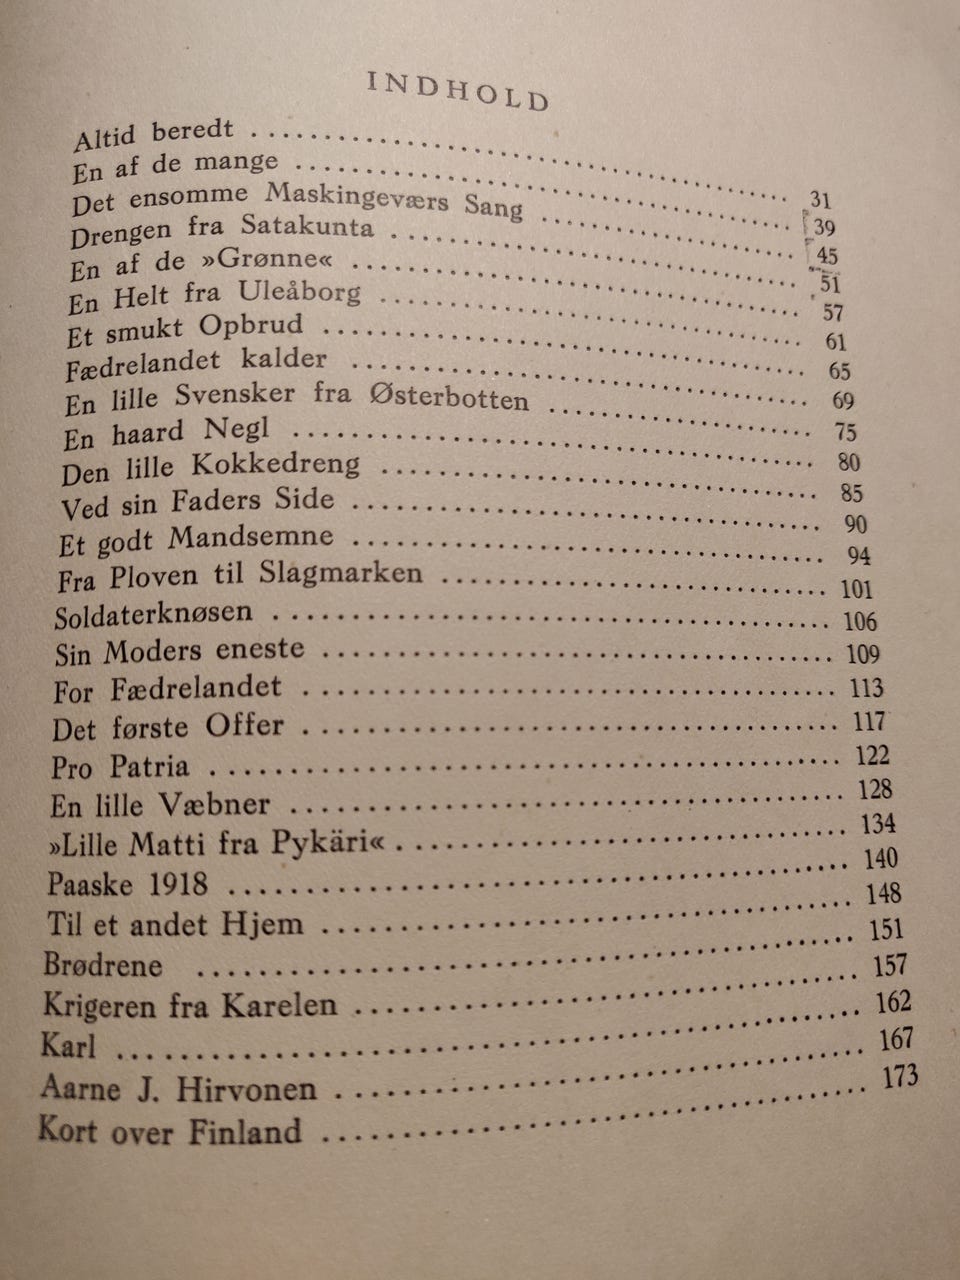 INDHOLD
Altid beredt ........ 31
En af de mange ........ 39
Det ensomme Maskingeværs Sang ........ 45
Drengen fra Satakunta ........ 51
En af de »Grønne« ........ 57
En Helt fra Uleåborg ........ 61
Et smukt Opbrud ........ 65
Fædrelandet kalder ........ 69
En lille Svensker fra Østerbotten ........ 75
En haard Negl ........ 80
Den lille Kokkedreng ........ 85
Ved sin Faders Side ........ 90
Et godt Mandsemne ........ 94
Fra Ploven til Slagmarken ........ 101
Soldaterknøsen ........ 106
Sin Moders eneste ........ 109
For Fædrelandet ........ 113
Det første Offer ........ 117
Pro Patria ........ 122
En lille Væbner ........ 128
»Lille Matti fra Pykäri« ........ 134
Paaske 1918 ........ 140
Til et andet Hjem ........ 148
Brødrene ........ 151
Krigeren fra Karelen ........ 157
Karl ........ 162
Aarne J. Hirvonen ........ 167
Kort over Finland ........ 173